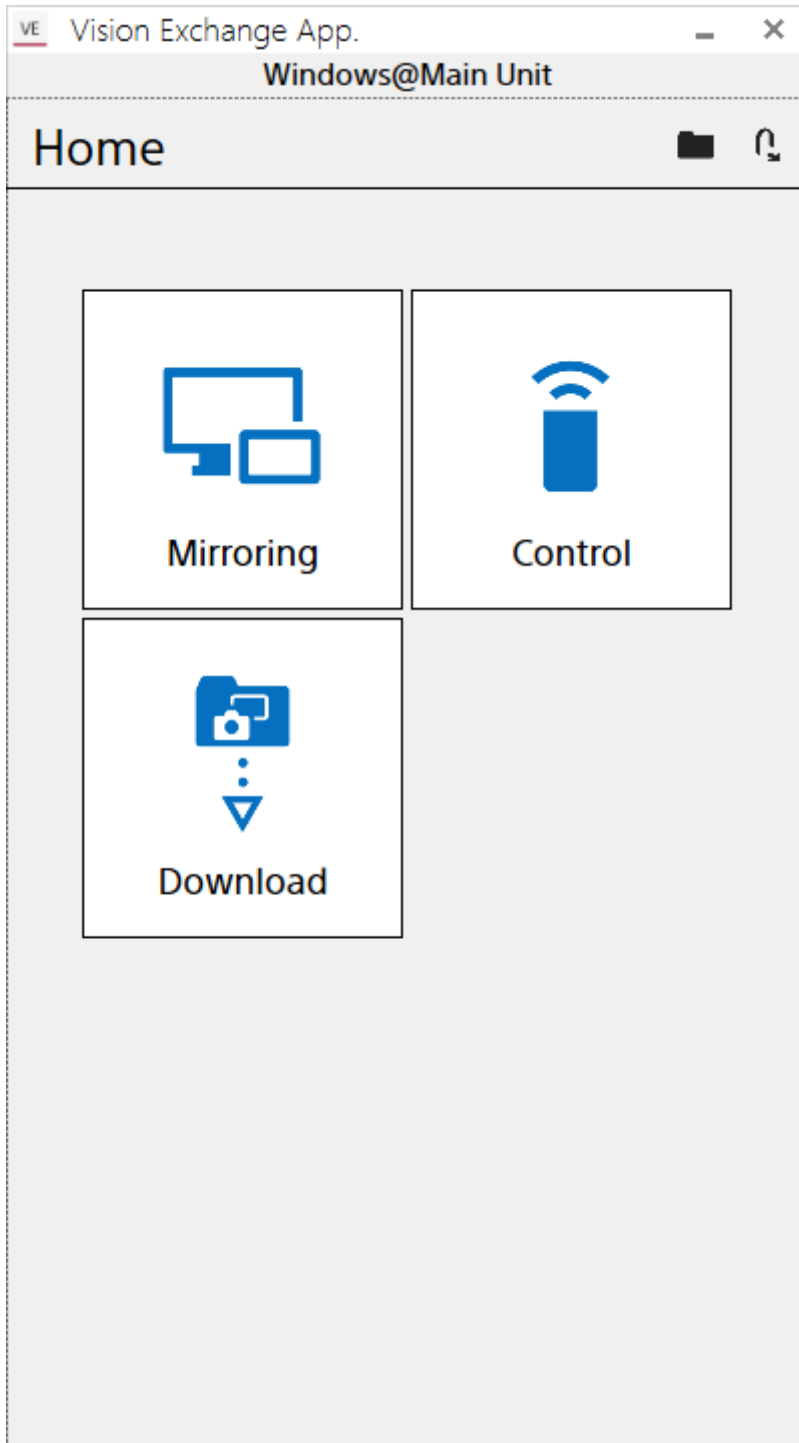 VE Vision Exchange App.
Windows@Main Unit
Home
Mirroring
Control
Download